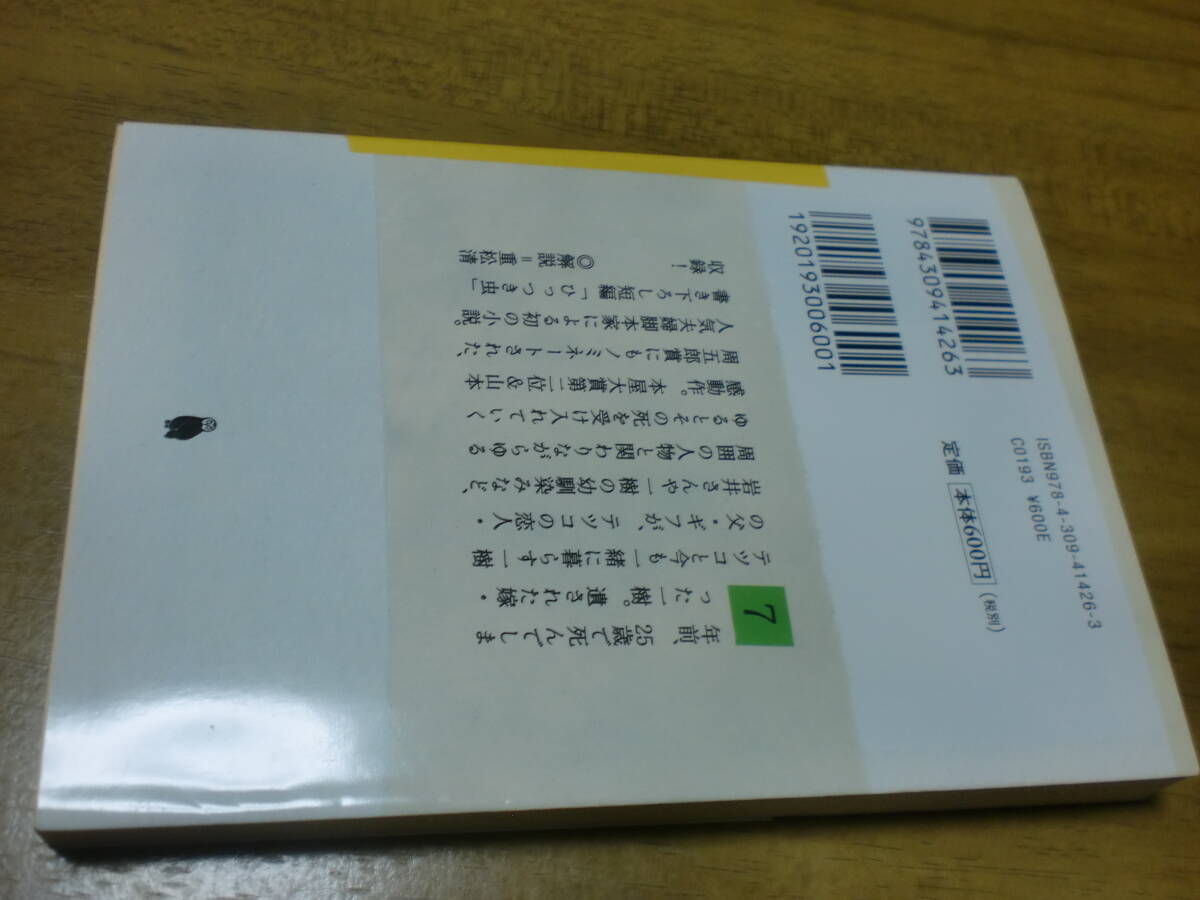 9784309414263
1920193006001
ISBN978-4-309-41426-3
C0193 ¥600E
定価 本体600円(税別)
7
年前、25歳で死んでしま
った一樹。遺された嫁・
テツコと今も一緒に暮らす一樹
の父・ギフが、テツコの恋人・
岩井さんや一樹の幼馴染みなど、
周囲の人物と関わりながらゆる
ゆるとその死を受け入れていく
感動作。本屋大賞第二位&山本
周五郎賞にもノミネートされた、
人気夫婦脚本家による初の小説。
書き下ろし短編「ひっつき虫」
収録! ◎解説=重松清